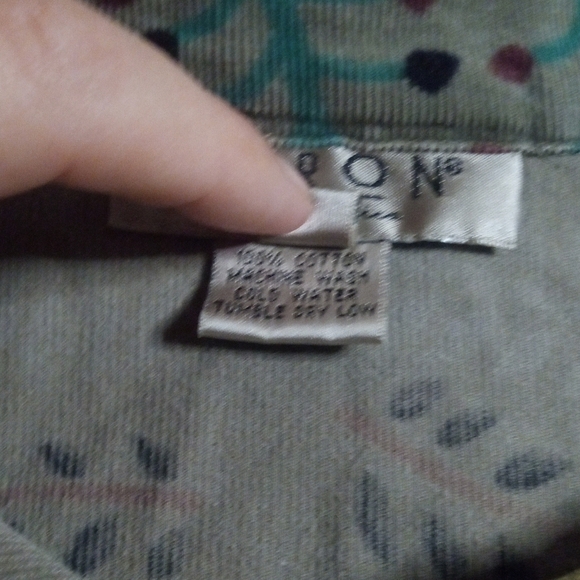 O N°
100% COTTON
MACHINE WASH
COLD WATER
TUMBLE DRY LOW